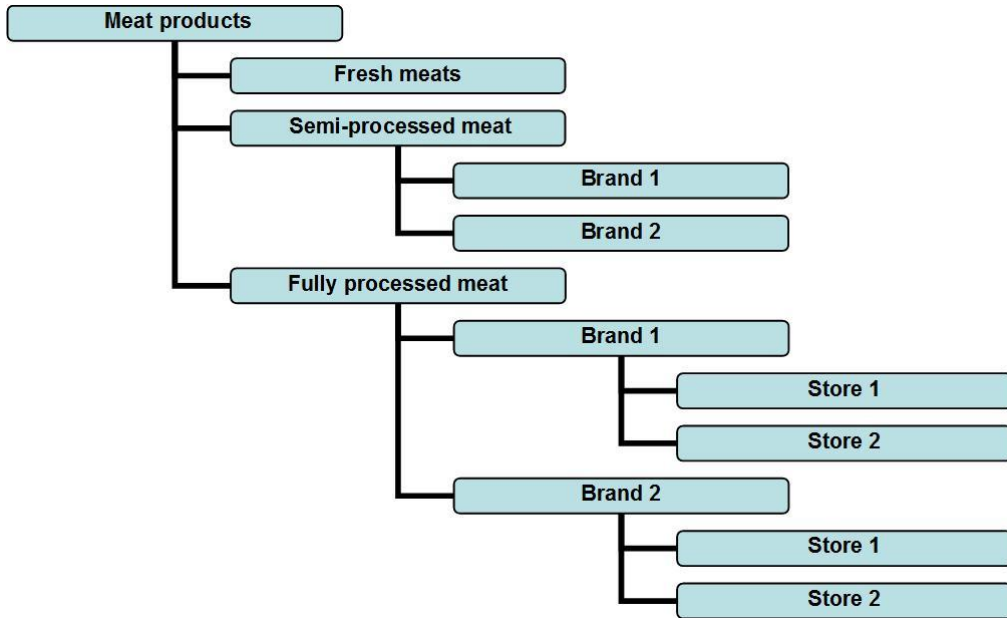 Meat products
Fresh meats
Semi-processed meat
Brand 1
Brand 2
Fully processed meat
Brand 1
Store 1
Store 2
Brand 2
Store 1
Store 2